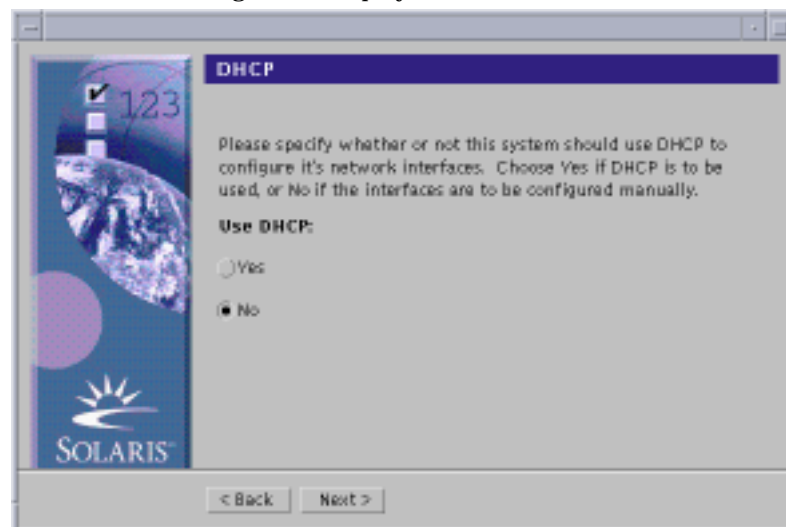 DHCP
123
Please specify whether or not this system should use DHCP to
configure it's network interfaces. Choose Yes if DHCP is to be
used, or No if the interfaces are to be configured manually.
Use DHCP:
Yes
No
SOLARIS
< Back Next >